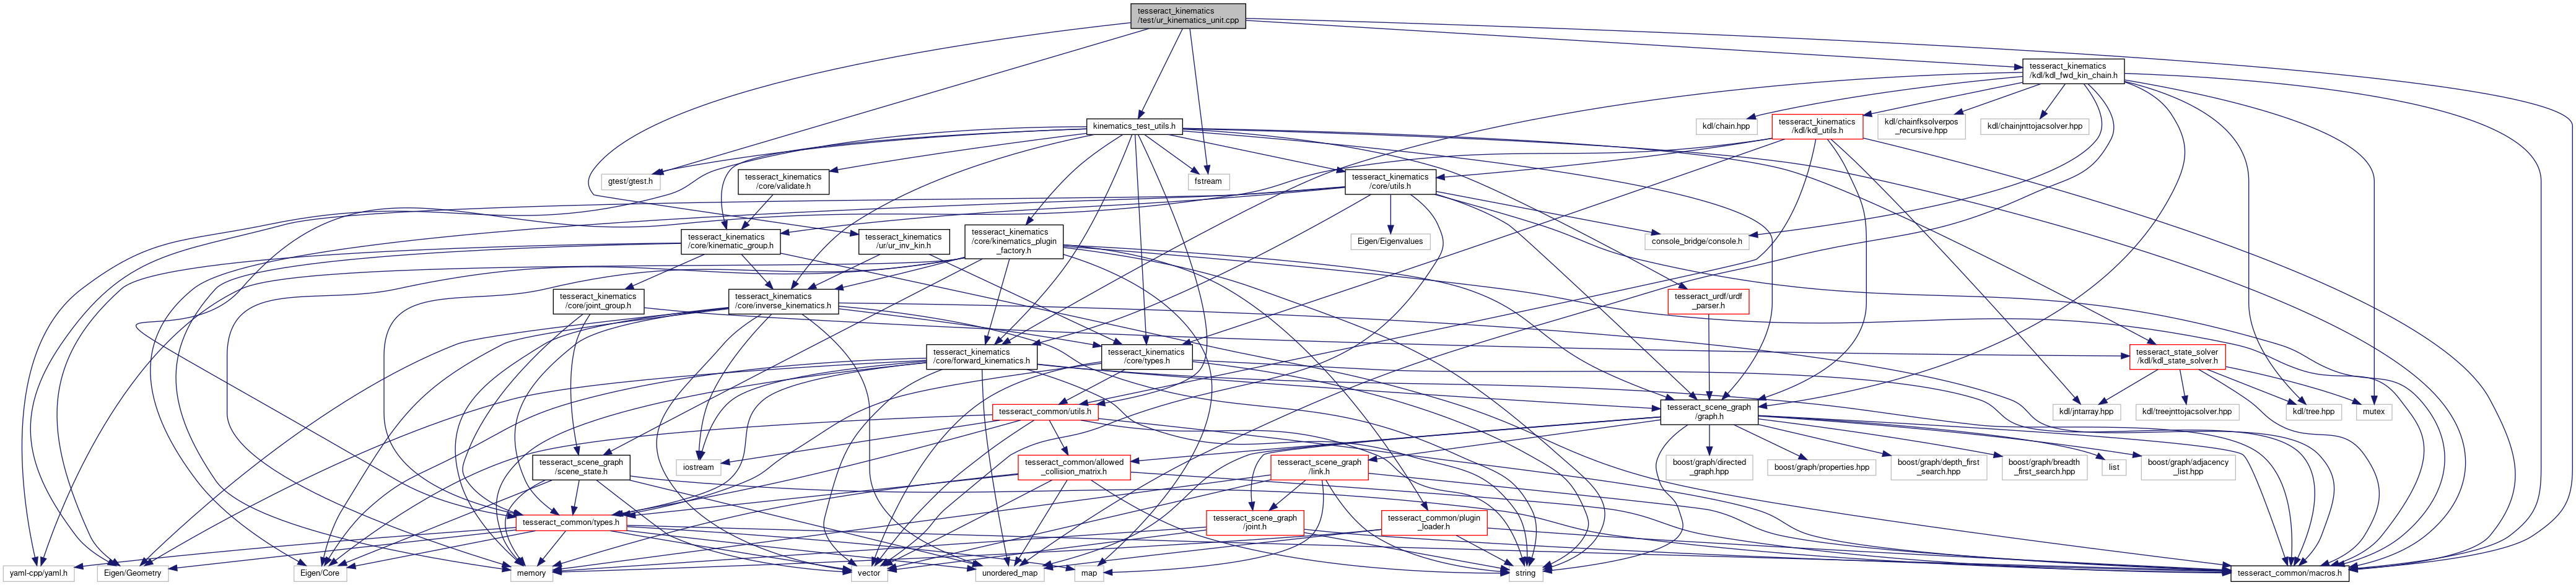 tesseract_kinematics
/test/ur_kinematics_unit.cpp
tesseract_kinematics
/kdl/kdl_fwd_kin_chain.h
kinematics_test_utils.h
kdl/chain.hpp
tesseract_kinematics
/kdl/kdl_utils.h
kdl/chainfksolverpos
_recursive.hpp
kdl/chainjnttojacsolver.hpp
gtest/gtest.h
tesseract_kinematics
/core/validate.h
fstream
tesseract_kinematics
/core/utils.h
tesseract_kinematics
/core/kinematic_group.h
tesseract_kinematics
/ur/ur_inv_kin.h
tesseract_kinematics
/core/kinematics_plugin
_factory.h
Eigen/Eigenvalues
console_bridge/console.h
tesseract_kinematics
/core/joint_group.h
tesseract_kinematics
/core/inverse_kinematics.h
tesseract_urdf/urdf
_parser.h
tesseract_kinematics
/core/forward_kinematics.h
tesseract_kinematics
/core/types.h
tesseract_state_solver
/kdl/kdl_state_solver.h
tesseract_common/utils.h
tesseract_scene_graph
/graph.h
kdl/jntarray.hpp
kdl/treejnttojacsolver.hpp
kdl/tree.hpp
mutex
tesseract_scene_graph
/scene_state.h
iostream
tesseract_common/allowed
_collision_matrix.h
tesseract_scene_graph
/link.h
boost/graph/directed
_graph.hpp
boost/graph/properties.hpp
boost/graph/depth_first
_search.hpp
boost/graph/breadth
_first_search.hpp
list
boost/graph/adjacency
_list.hpp
tesseract_common/types.h
tesseract_scene_graph
/joint.h
tesseract_common/plugin
_loader.h
yaml-cpp/yaml.h
Eigen/Geometry
Eigen/Core
memory
vector
unordered_map
map
string
tesseract_common/macros.h